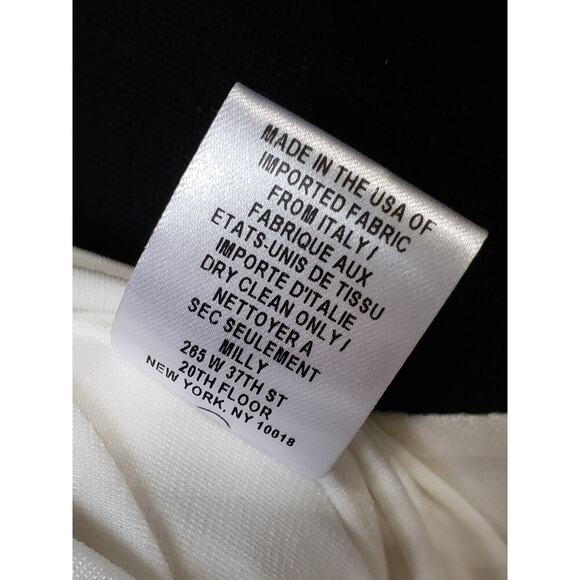 MADE IN THE USA OF
IMPORTED FABRIC
FROM ITALY /
FABRIQUE AUX
ETATS-UNIS DE TISSU
IMPORTE D'ITALIE
DRY CLEAN ONLY /
NETTOYER A
SEC SEULEMENT
MILLY
265 W 37TH ST
20TH FLOOR
NEW YORK, NY 10018